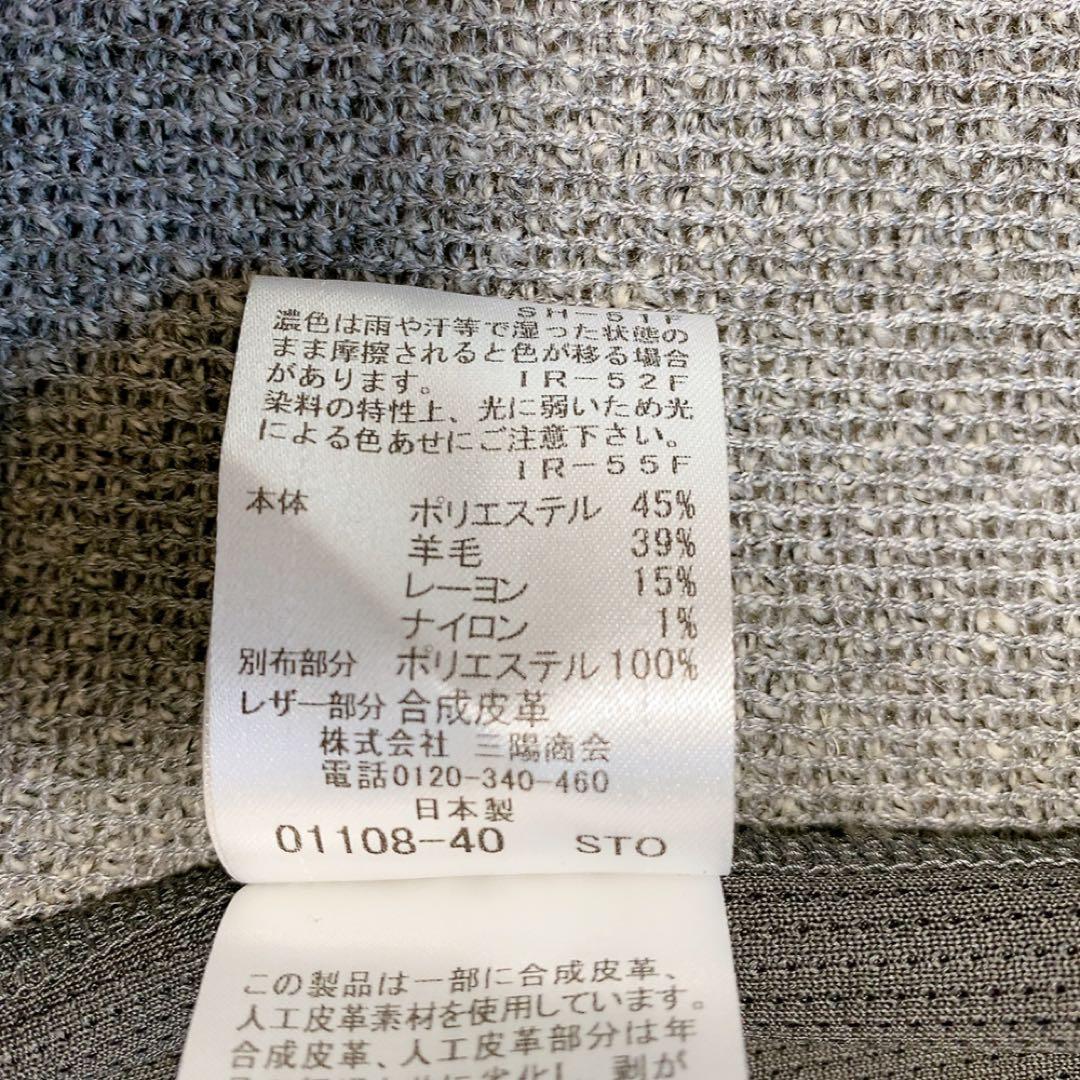 SH-51F
濃色は雨や汗等で湿った状態の
まま摩擦されると色が移る場合
があります。 IR-52F
染料の特性上、光に弱いため光
による色あせにご注意下さい。
IR-55F
本体 ポリエステル 45%
羊毛 39%
レーヨン 15%
ナイロン 1%
別布部分 ポリエステル 100%
レザー部分 合成皮革
株式会社 三陽商会
電話0120-340-460
日本製
01108-40 STO
この製品は一部に合成皮革、
人工皮革素材を使用しています。
合成皮革、人工皮革部分は年
劣化し、剥が